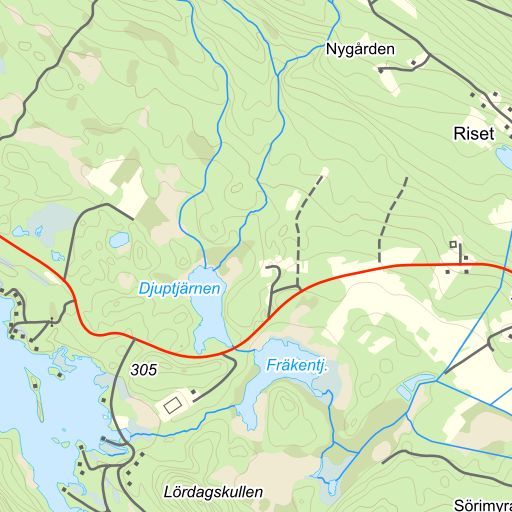 Nygården
Riset
Djuptjärnen
Fräkentj.
305
Lördagskullen
Sörimyra